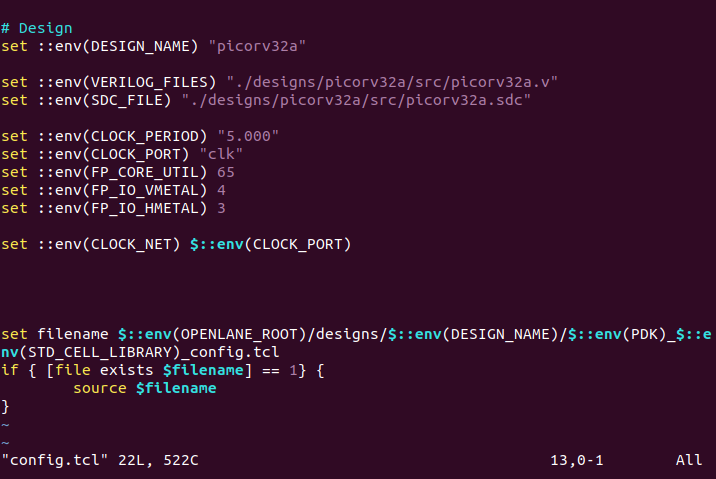 # Design
set ::env(DESIGN_NAME) "picorv32a"
set ::env(VERILOG_FILES) "./designs/picorv32a/src/picorv32a.v"
set ::env(SDC_FILE) "./designs/picorv32a/src/picorv32a.sdc"
set ::env(CLOCK_PERIOD) "5.000"
set ::env(CLOCK_PORT) "clk"
set ::env(FP_CORE_UTIL) 65
set ::env(FP_IO_VMETAL) 4
set ::env(FP_IO_HMETAL) 3
set ::env(CLOCK_NET) $::env(CLOCK_PORT)
set filename $::env(OPENLANE_ROOT)/designs/$::env(DESIGN_NAME)/$::env(PDK)_$::e
nv(STD_CELL_LIBRARY)_config.tcl
if { [file exists $filename] == 1} {
        source $filename
}
~
~
"config.tcl" 22L, 522C 13,0-1 All